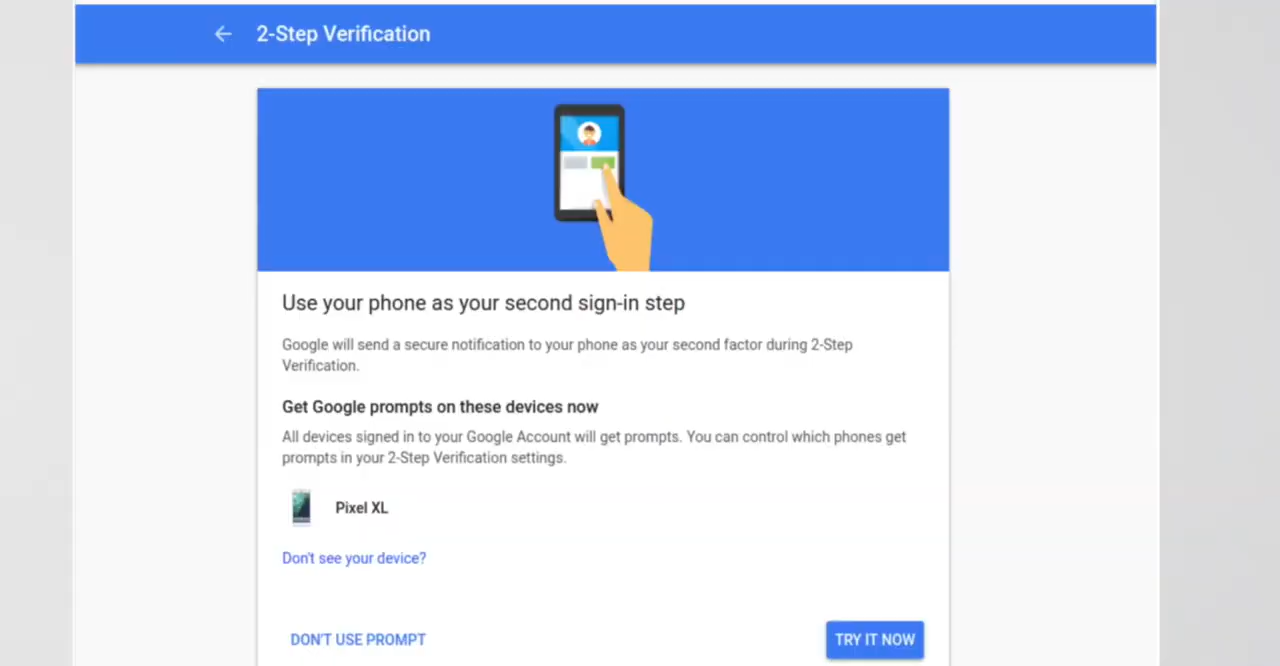 2-Step Verification
Use your phone as your second sign-in step
Google will send a secure notification to your phone as your second factor during 2-Step
Verification.
Get Google prompts on these devices now
All devices signed in to your Google Account will get prompts. You can control which phones get
prompts in your 2-Step Verification settings.
Pixel XL
Don't see your device?
DON'T USE PROMPT
TRY IT NOW